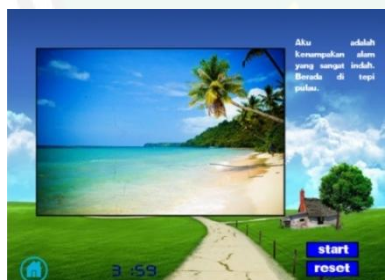 Aku adalah
kenampakan alam
yang sangat indah.
Berada di tepi
pulau.
start
3 :59
reset